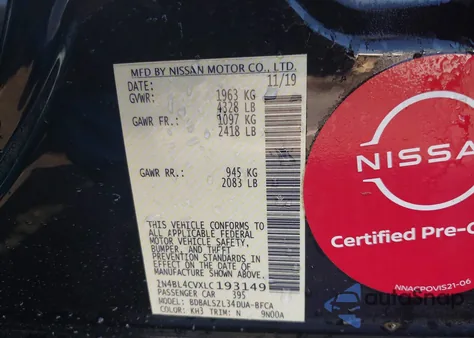 MFD BY NISSAN MOTOR CO., LTD.
DATE: 11/19
GVWR: 1963 KG
4328 LB
GAWR FR.: 1097 KG
2418 LB
GAWR RR.: 945 KG
2083 LB
THIS VEHICLE CONFORMS TO
ALL APPLICABLE FEDERAL
MOTOR VEHICLE SAFETY,
BUMPER, AND THEFT
PREVENTION STANDARDS IN
EFFECT ON THE DATE OF
MANUFACTURE SHOWN ABOVE.
1N4BL4CVXLC193149
PASSENGER CAR 395
MODEL: BDBALSZL34DUA-BFCA
COLOR: KH3 TRIM: N 9N00A
NISSA
Certified Pre-O
NNACPOVIS21-06
AutoSnap